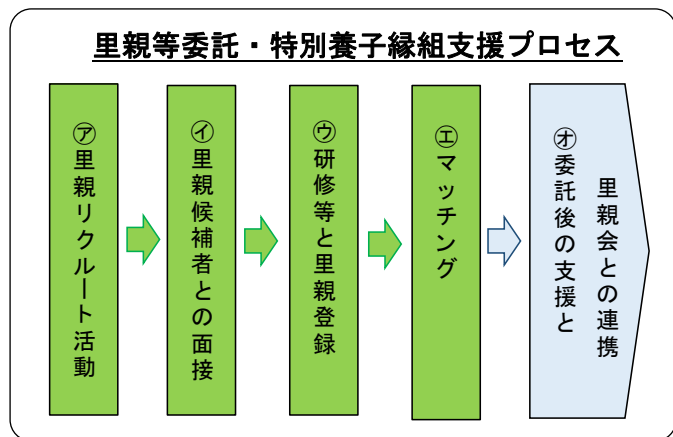 里親等委託・特別養子縁組支援プロセス
㋐里親リクルート活動
㋑里親候補者との面接
㋒研修等と里親登録
㋓マッチング
㋔委託後の支援と
里親会との連携